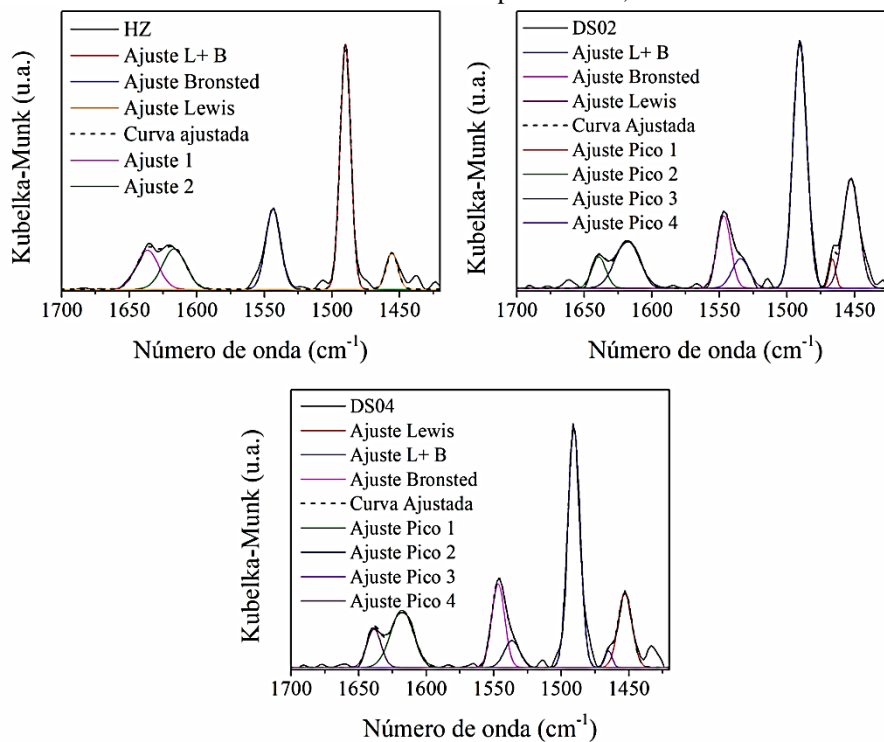 HZ
Ajuste L+ B
Ajuste Bronsted
Ajuste Lewis
Curva ajustada
Ajuste 1
Ajuste 2
Kubelka-Munk (u.a.)
1700 1650 1600 1550 1500 1450
Número de onda (cm-1)
DS02
Ajuste L+ B
Ajuste Bronsted
Ajuste Lewis
Curva Ajustada
Ajuste Pico 1
Ajuste Pico 2
Ajuste Pico 3
Ajuste Pico 4
Kubelka-Munk (u.a.)
1700 1650 1600 1550 1500 1450
Número de onda (cm-1)
DS04
Ajuste Lewis
Ajuste L+ B
Ajuste Bronsted
Curva Ajustada
Ajuste Pico 1
Ajuste Pico 2
Ajuste Pico 3
Ajuste Pico 4
Kubelka-Munk (u.a.)
1700 1650 1600 1550 1500 1450
Número de onda (cm-1)